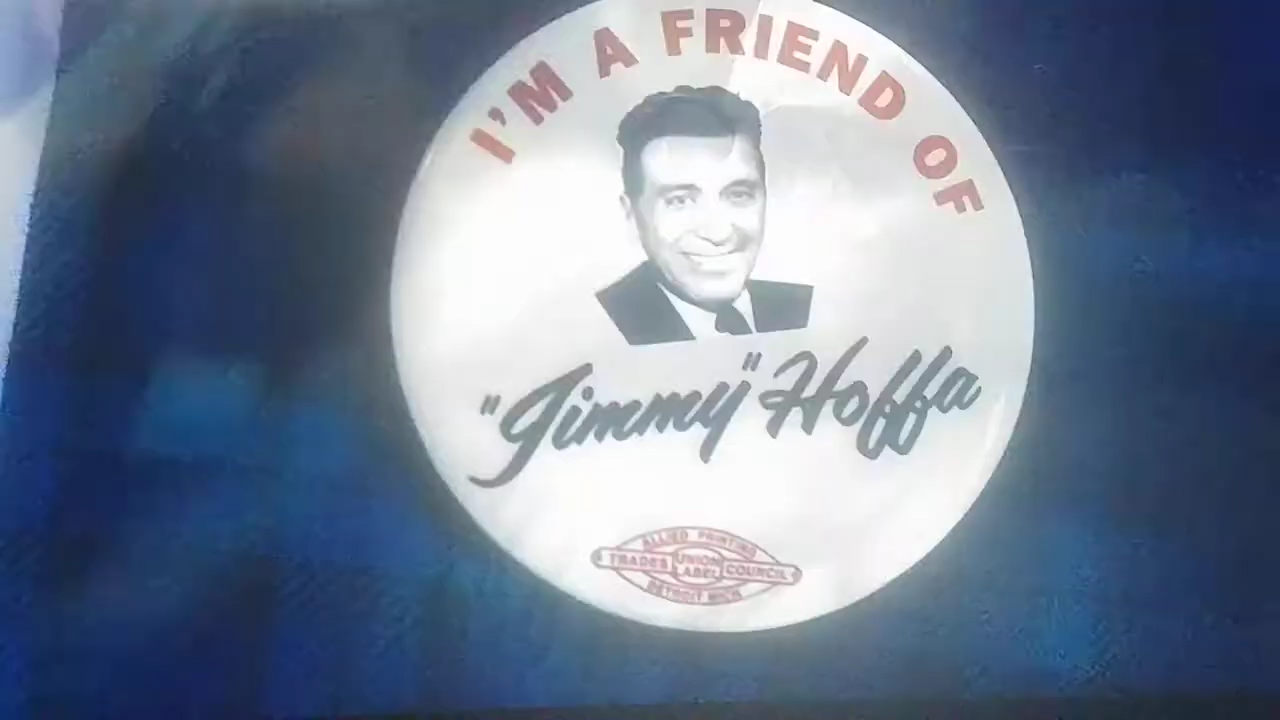 I'M A FRIEND OF
"Jimmy" Hoffa
ALLIED PRINTING
TRADES UNION LABEL COUNCIL
DETROIT MICH